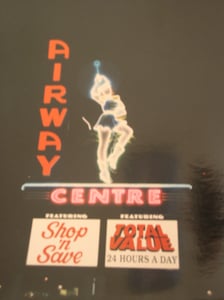 AIRWAY
CENTRE
FEATURING
Shop
'n
Save
FEATURING
TOTAL
VALUE
24 HOURS A DAY